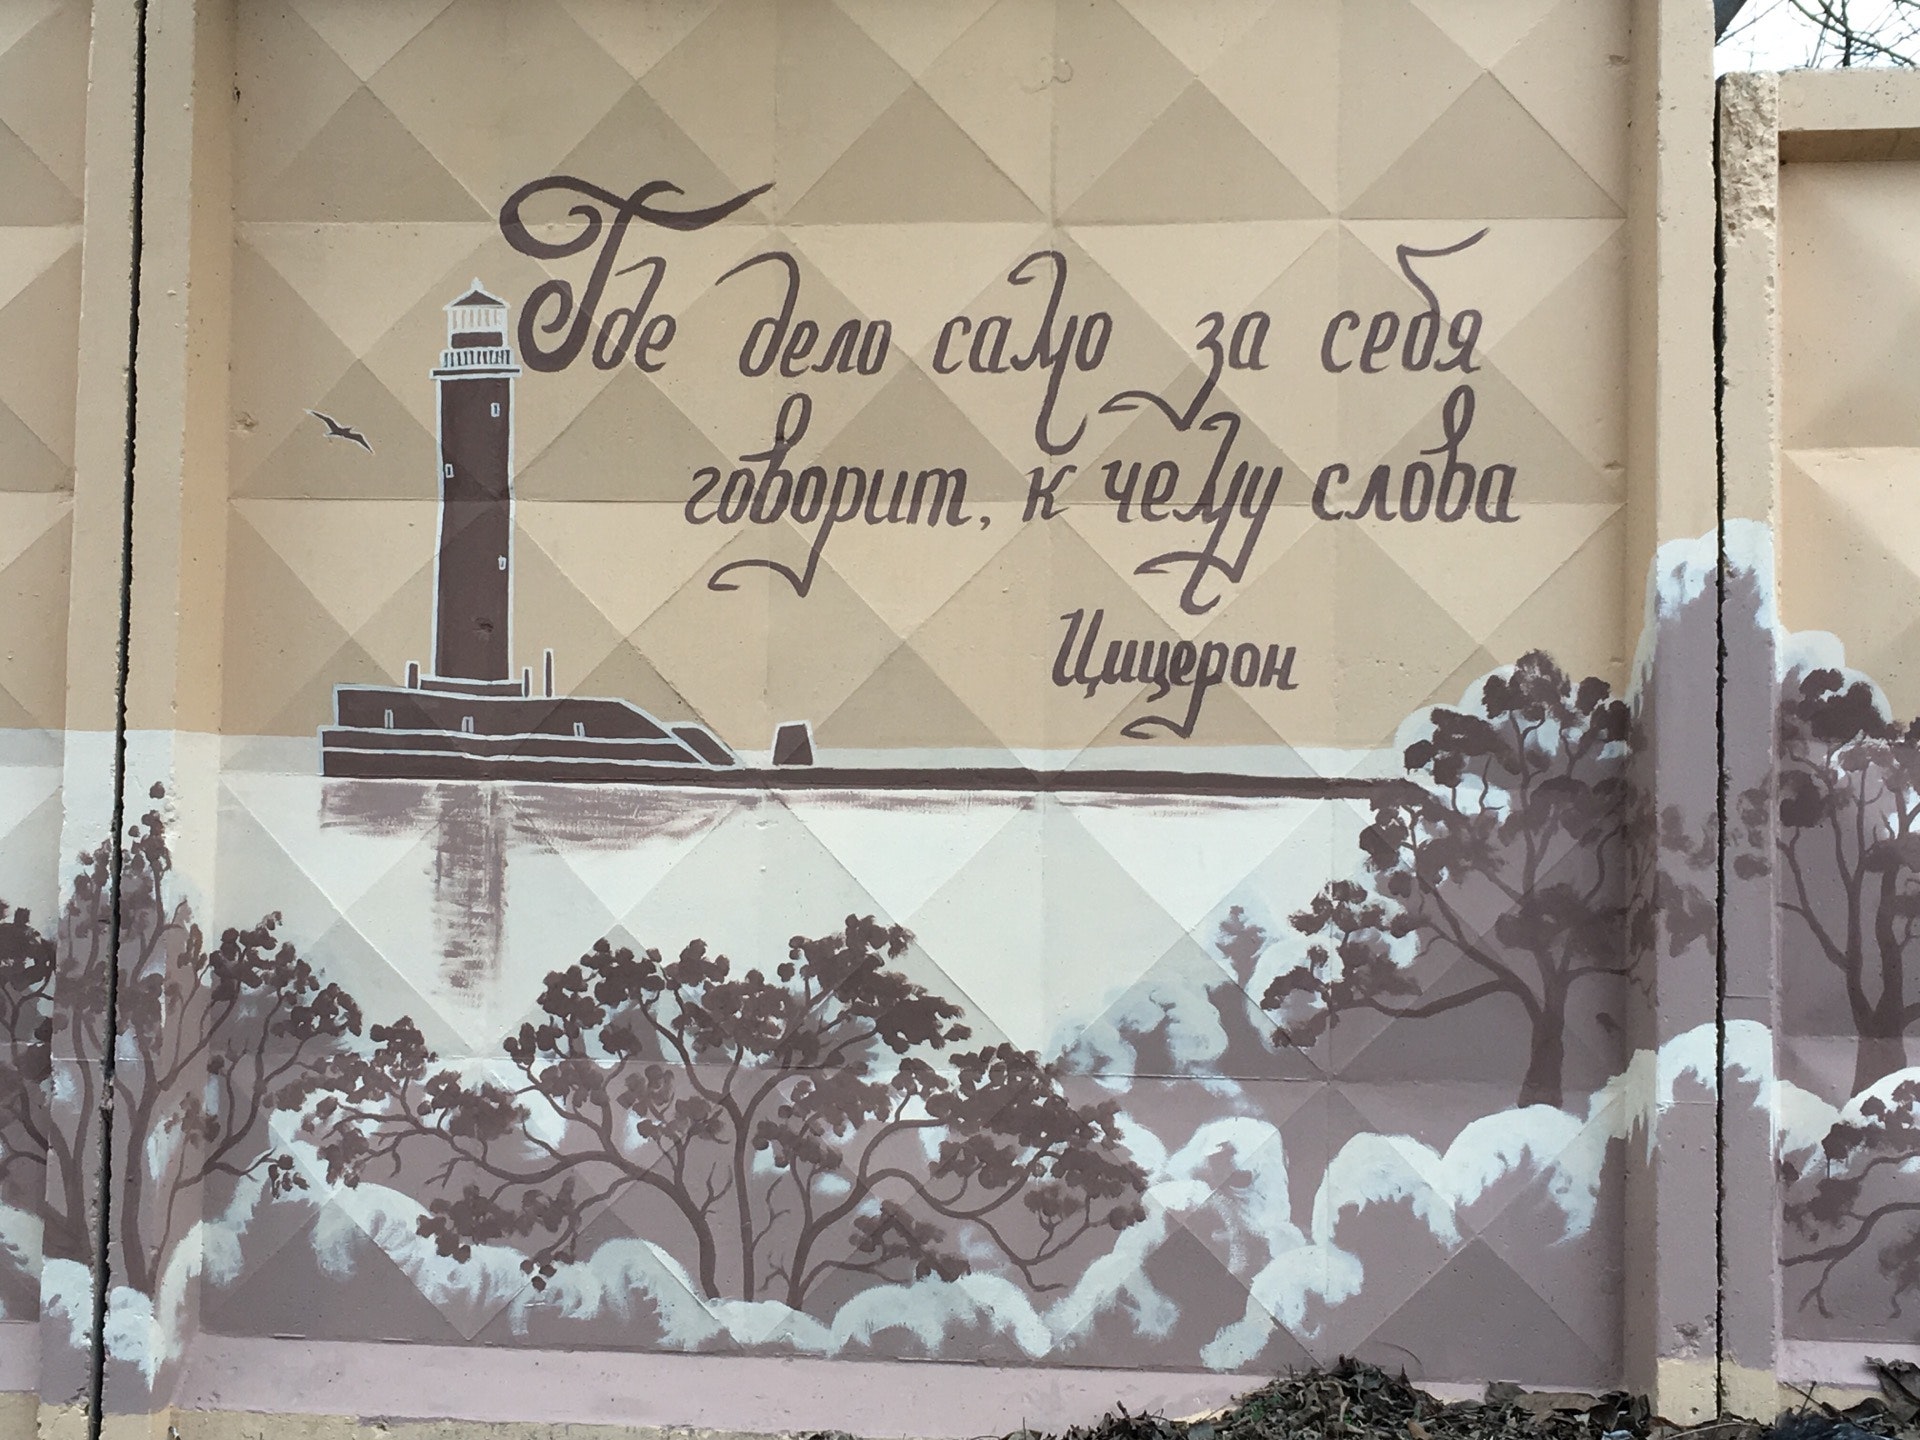 Где дело само за себя
говорит, к чему слова
Цицерон